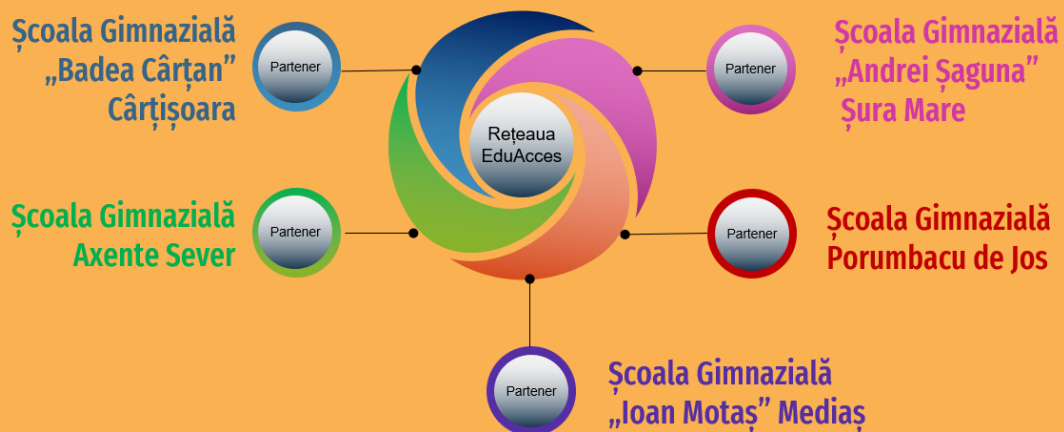 Școala Gimnazială
„Badea Cârțan”
Cârțișoara
Partener
Rețeaua
EduAcces
Partener
Școala Gimnazială
„Andrei Șaguna”
Șura Mare
Școala Gimnazială
Axente Sever
Partener
Partener
Școala Gimnazială
Porumbacu de Jos
Partener
Școala Gimnazială
„Ioan Motaș” Mediaș